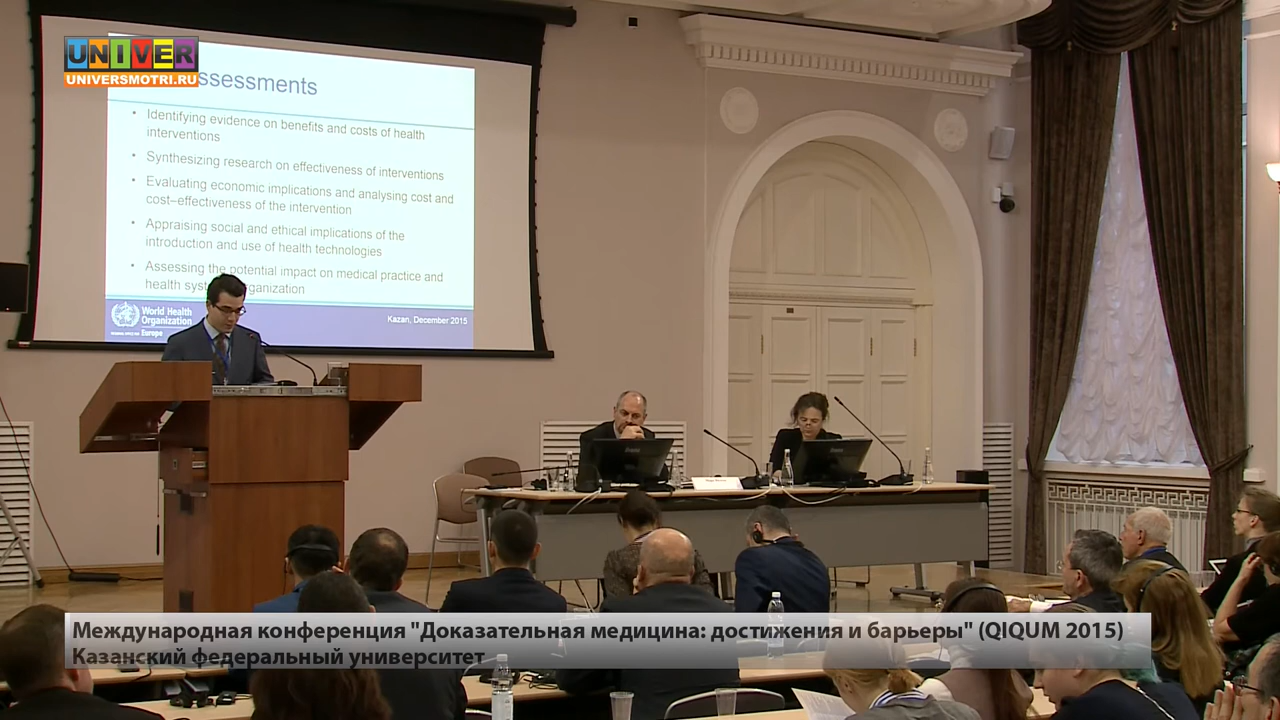 UNIVER
UNIVERSMOTRI.RU
ssessments
• Identifying evidence on benefits and costs of health
interventions
• Synthesizing research on effectiveness of interventions
• Evaluating economic implications and analysing cost and
cost–effectiveness of the intervention
• Appraising social and ethical implications of the
introduction and use of health technologies
• Assessing the potential impact on medical practice and
health syst organization
World Health
Organization
Europe
Kazan, December 2015
Международная конференция "Доказательная медицина: достижения и барьеры" (QIQUM 2015)
Казанский федеральный университет